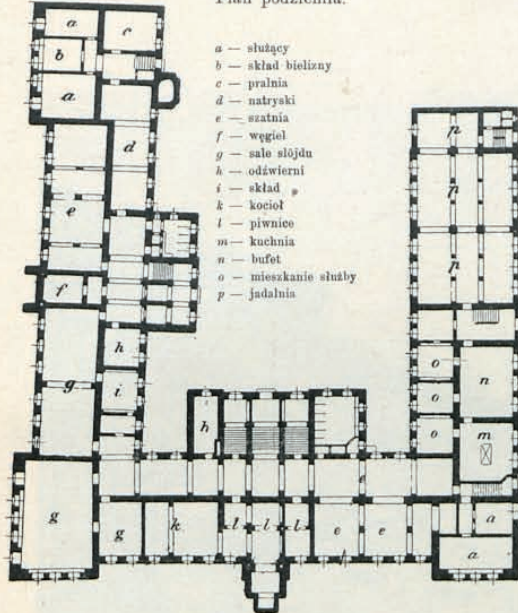 Plan podziemia.
a — służący
b — skład bielizny
c — pralnia
d — natryski
e — szatnia
f — węgiel
g — sale slöjdu
h — odźwierni
i — skład „
k — kocioł
l — piwnice
m — kuchnia
n — bufet
o — mieszkanie służby
p — jadalnia
a
c
b
a
d
e
f
h
g
i
h
g
g
k
l
l
l
e
e
e
p
p
p
o
n
o
o
m
a
a